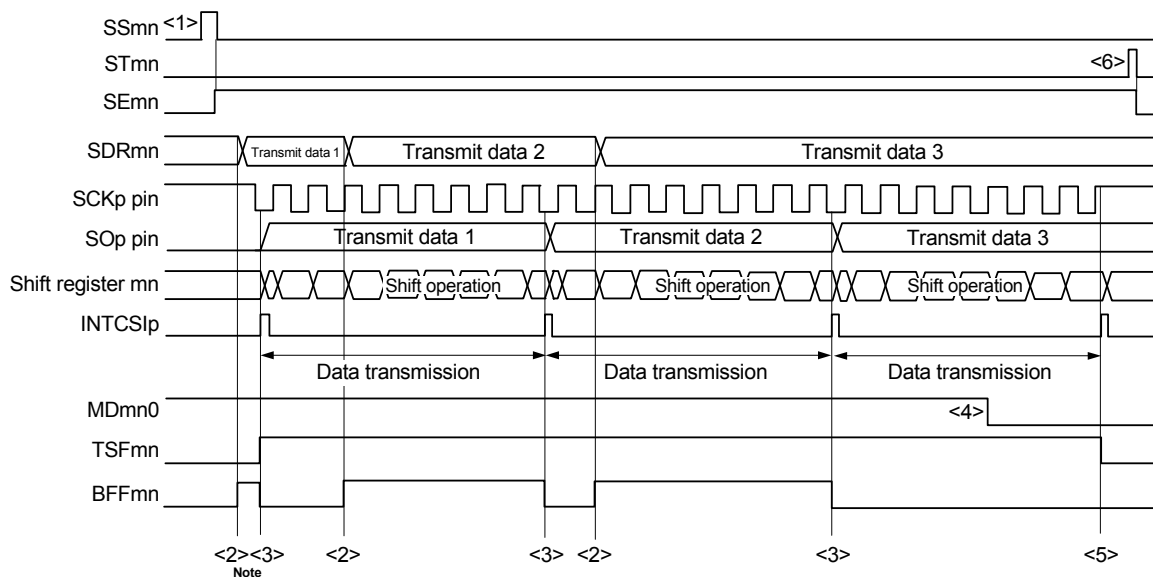 SSmn <1>
STmn <6>
SEmn
SDRmn Transmit data 1 Transmit data 2 Transmit data 3
SCKp pin
SOp pin Transmit data 1 Transmit data 2 Transmit data 3
Shift register mn Shift operation Shift operation Shift operation
INTCSIp
Data transmission Data transmission Data transmission
MDmn0 <4>
TSFmn
BFFmn
<2> <3> <2> <3> <2> <3> <5>
Note